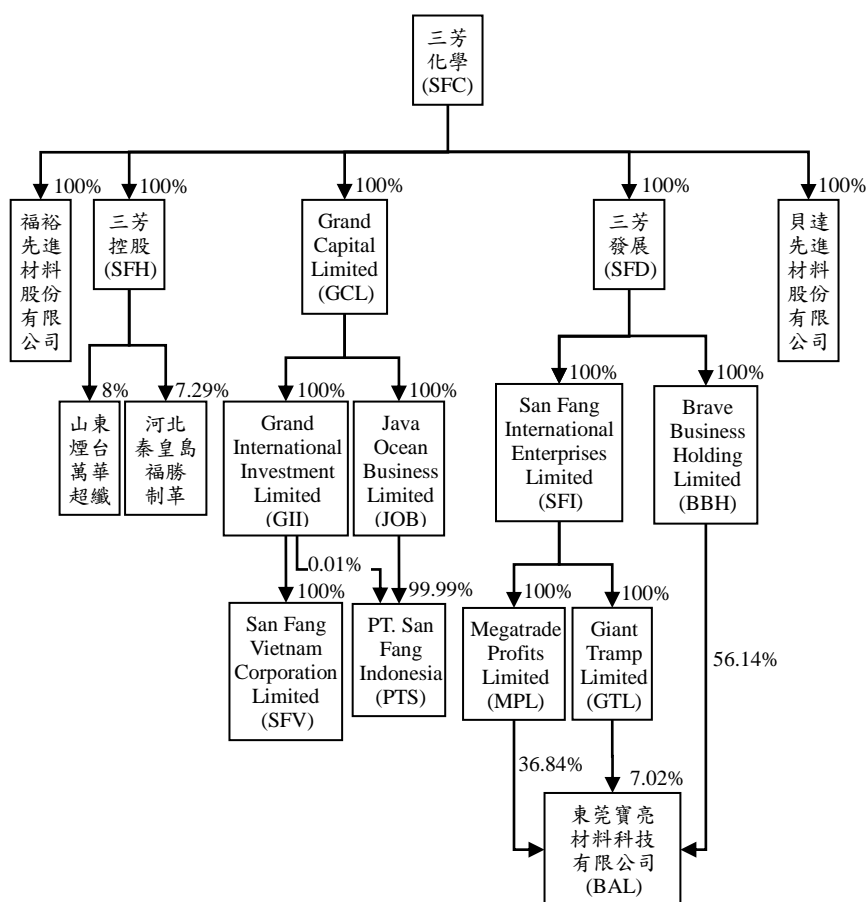 三芳
化學
(SFC)
100%
100%
100%
100%
100%
福裕
先進
材料
股份
有限
公司
三芳
控股
(SFH)
Grand
Capital
Limited
(GCL)
三芳
發展
(SFD)
貝達
先進
材料
股份
有限
公司
8%
7.29%
100%
100%
100%
100%
山東
煙台
萬華
超纖
河北
秦皇島
福勝
制革
Grand
International
Investment
Limited
(GII)
Java
Ocean
Business
Limited
(JOB)
San Fang
International
Enterprises
Limited
(SFI)
Brave
Business
Holding
Limited
(BBH)
0.01%
100%
99.99%
100%
100%
San Fang
Vietnam
Corporation
Limited
(SFV)
PT. San
Fang
Indonesia
(PTS)
Megatrade
Profits
Limited
(MPL)
Giant
Tramp
Limited
(GTL)
56.14%
36.84%
7.02%
東莞寶亮
材料科技
有限公司
(BAL)